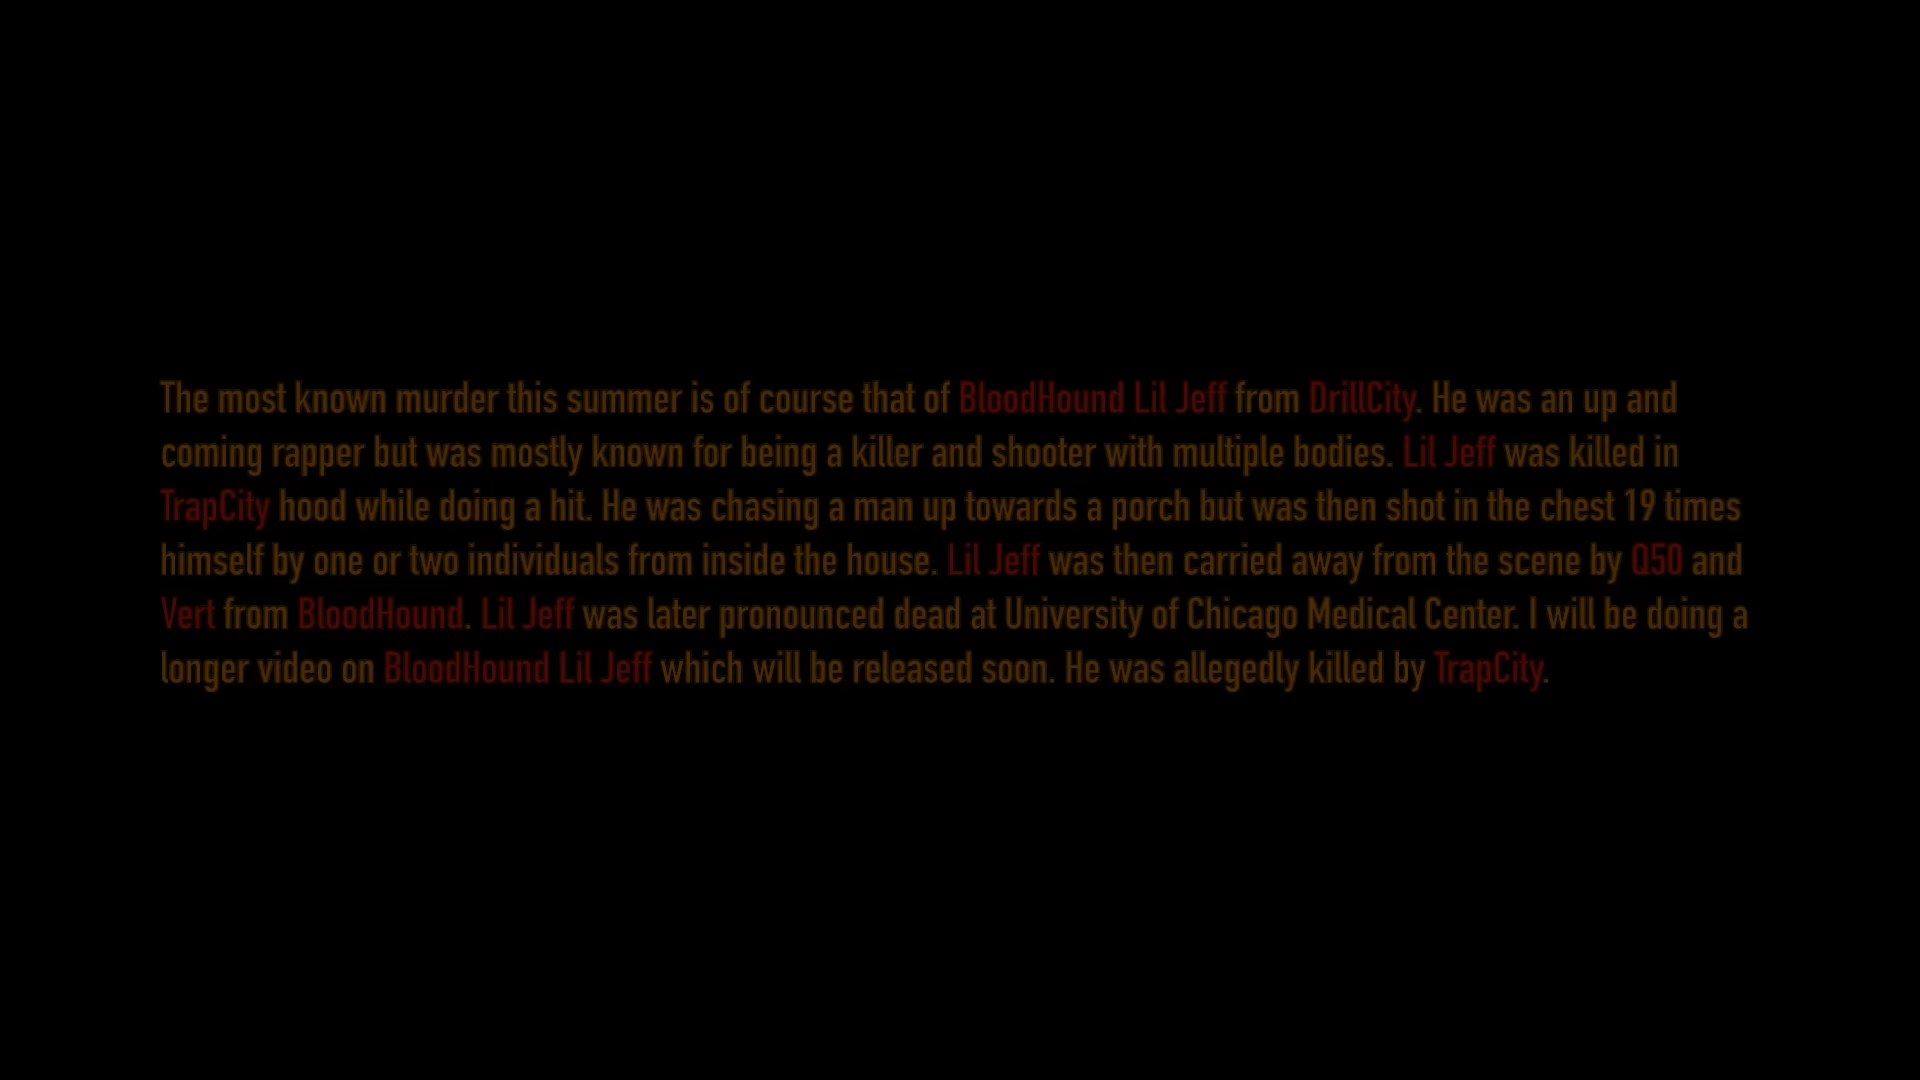 The most known murder this summer is of course that of BloodHound Lil Jeff from DrillCity. He was an up and
coming rapper but was mostly known for being a killer and shooter with multiple bodies. Lil Jeff was killed in
TrapCity hood while doing a hit. He was chasing a man up towards a porch but was then shot in the chest 19 times
himself by one or two individuals from inside the house. Lil Jeff was then carried away from the scene by Q50 and
Vert from BloodHound. Lil Jeff was later pronounced dead at University of Chicago Medical Center. I will be doing a
longer video on BloodHound Lil Jeff which will be released soon. He was allegedly killed by TrapCity.